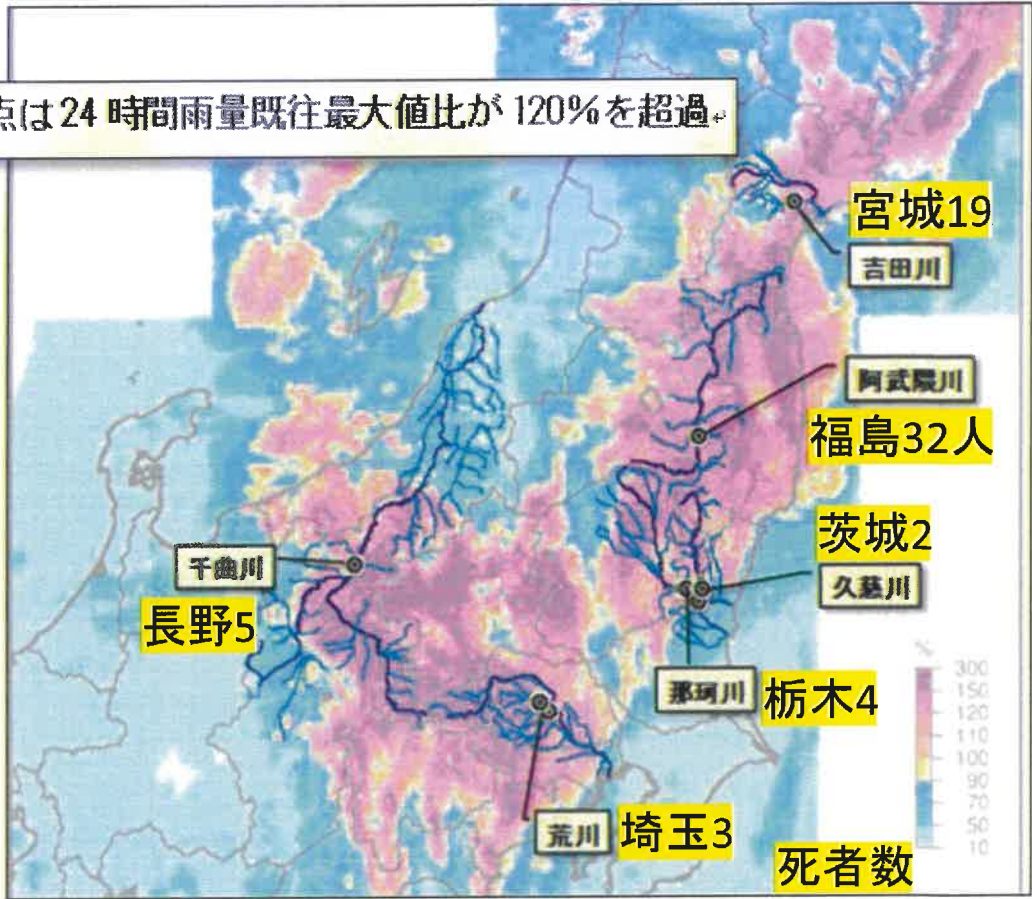 点は24時間雨量既往最大値比が120%を超過↵
宮城19
吉田川
阿武隈川
福島32人
茨城2
久慈川
千曲川
長野5
那珂川
栃木4
荒川
埼玉3
死者数
%
300
150
120
110
100
90
70
50
10